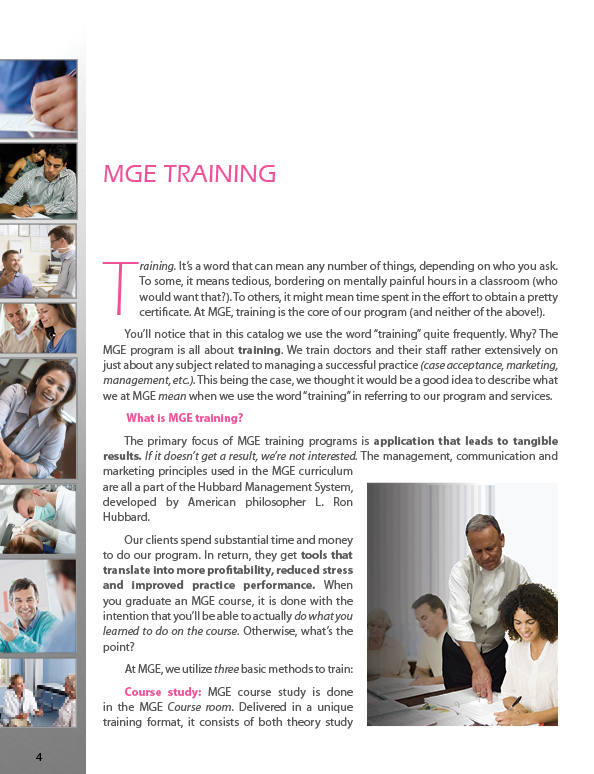 MGE TRAINING
Training. It's a word that can mean any number of things, depending on who you ask.
To some, it means tedious, bordering on mentally painful hours in a classroom (who
would want that?). To others, it might mean time spent in the effort to obtain a pretty
certificate. At MGE, training is the core of our program (and neither of the above!).
You'll notice that in this catalog we use the word "training" quite frequently. Why? The
MGE program is all about training. We train doctors and their staff rather extensively on
just about any subject related to managing a successful practice (case acceptance, marketing,
management, etc.). This being the case, we thought it would be a good idea to describe what
we at MGE mean when we use the word "training" in referring to our program and services.
What is MGE training?
The primary focus of MGE training programs is application that leads to tangible
results. If it doesn't get a result, we're not interested. The management, communication and
marketing principles used in the MGE curriculum
are all a part of the Hubbard Management System,
developed by American philosopher L. Ron
Hubbard.
Our clients spend substantial time and money
to do our program. In return, they get tools that
translate into more profitability, reduced stress
and improved practice performance. When
you graduate an MGE course, it is done with the
intention that you'll be able to actually do what you
learned to do on the course. Otherwise, what's the
point?
At MGE, we utilize three basic methods to train:
Course study: MGE course study is done
in the MGE Course room. Delivered in a unique
training format, it consists of both theory study
4